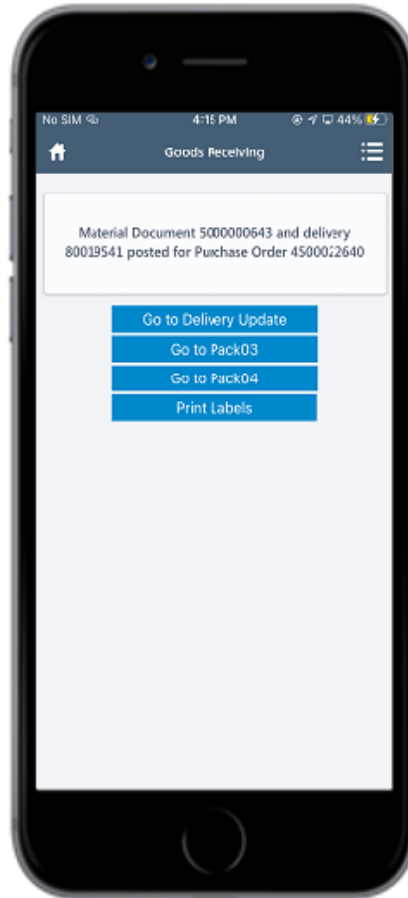 No SIM
4:15 PM
44%
Goods Receiving
Material Document 5000000643 and delivery
80019541 posted for Purchase Order 4500022640
Go to Delivery Update
Go to Pack03
Go to Pack04
Print Labels